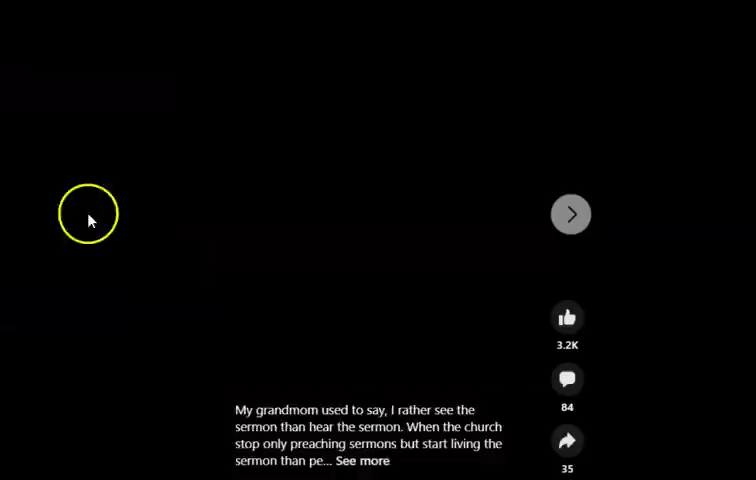 3.2K
84
My grandmom used to say, I rather see the
sermon than hear the sermon. When the church
stop only preaching sermons but start living the
sermon than pe... See more
35